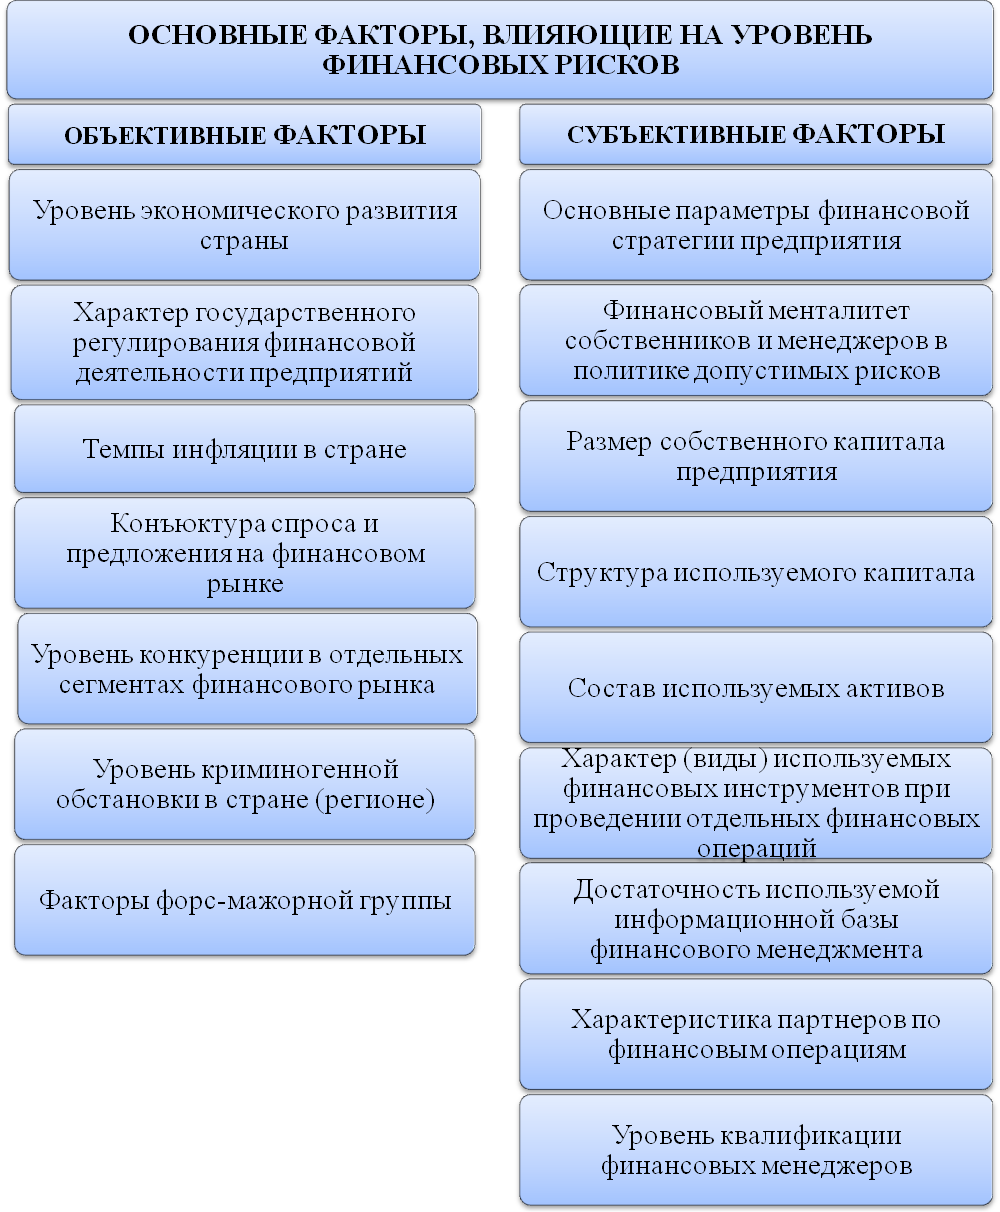 ОСНОВНЫЕ ФАКТОРЫ, ВЛИЯЮЩИЕ НА УРОВЕНЬ
ФИНАНСОВЫХ РИСКОВ
ОБЪЕКТИВНЫЕ ФАКТОРЫ
Уровень экономического развития
страны
Характер государственного
регулирования финансовой
деятельности предприятий
Темпы инфляции в стране
Конъюктура спроса и
предложения на финансовом
рынке
Уровень конкуренции в отдельных
сегментах финансового рынка
Уровень криминогенной
обстановки в стране (регионе)
Факторы форс-мажорной группы
СУБЪЕКТИВНЫЕ ФАКТОРЫ
Основные параметры финансовой
стратегии предприятия
Финансовый менталитет
собственников и менеджеров в
политике допустимых рисков
Размер собственного капитала
предприятия
Структура используемого капитала
Состав используемых активов
Характер (виды) используемых
финансовых инструментов при
проведении отдельных финансовых
операций
Достаточность используемой
информационной базы
финансового менеджмента
Характеристика партнеров по
финансовым операциям
Уровень квалификации
финансовых менеджеров